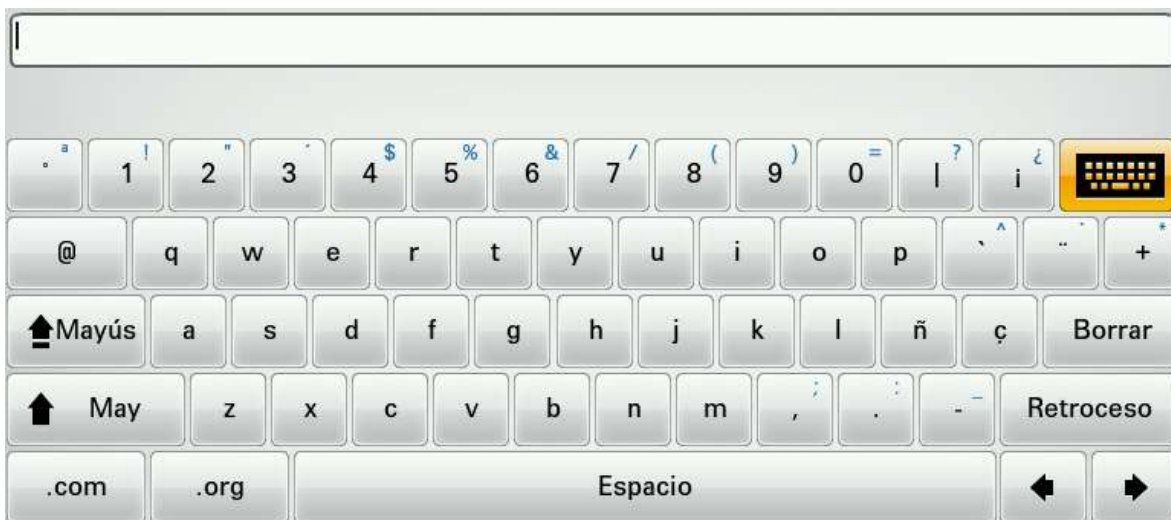 ° ª 1 ! 2 " 3 ´ 4 $ 5 % 6 & 7 / 8 ( 9 ) 0 = | ? ¡ ¿
@ q w e r t y u i o p ` ^ ¨ ´ + *
Mayús a s d f g h j k l ñ ç Borrar
May z x c v b n m , ; . : - _ Retroceso
.com .org Espacio